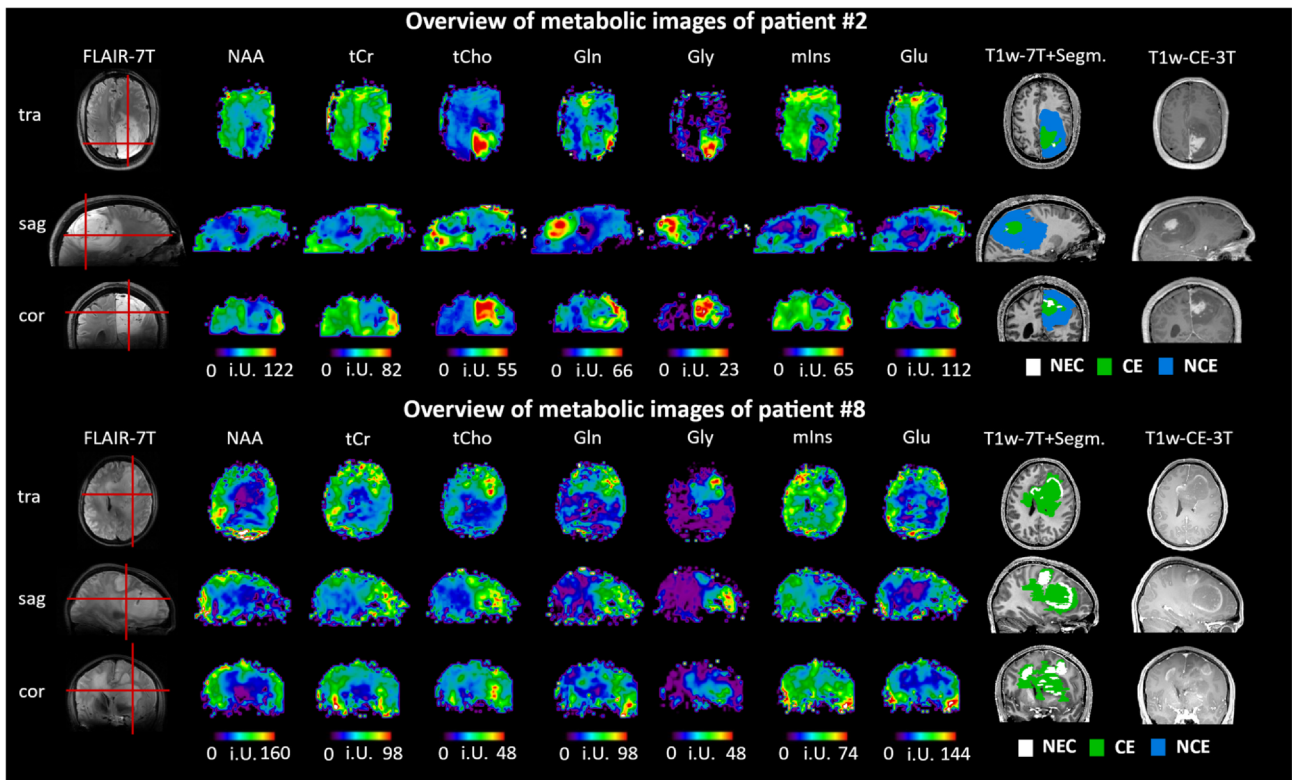 Overview of metabolic images of patient #2
FLAIR-7T NAA tCr tCho Gln Gly mIns Glu T1w-7T+Segm. T1w-CE-3T
tra
sag
cor
0 i.U. 122 0 i.U. 82 0 i.U. 55 0 i.U. 66 0 i.U. 23 0 i.U. 65 0 i.U. 112
NEC CE NCE
Overview of metabolic images of patient #8
FLAIR-7T NAA tCr tCho Gln Gly mIns Glu T1w-7T+Segm. T1w-CE-3T
tra
sag
cor
0 i.U. 160 0 i.U. 98 0 i.U. 48 0 i.U. 98 0 i.U. 48 0 i.U. 74 0 i.U. 144
NEC CE NCE